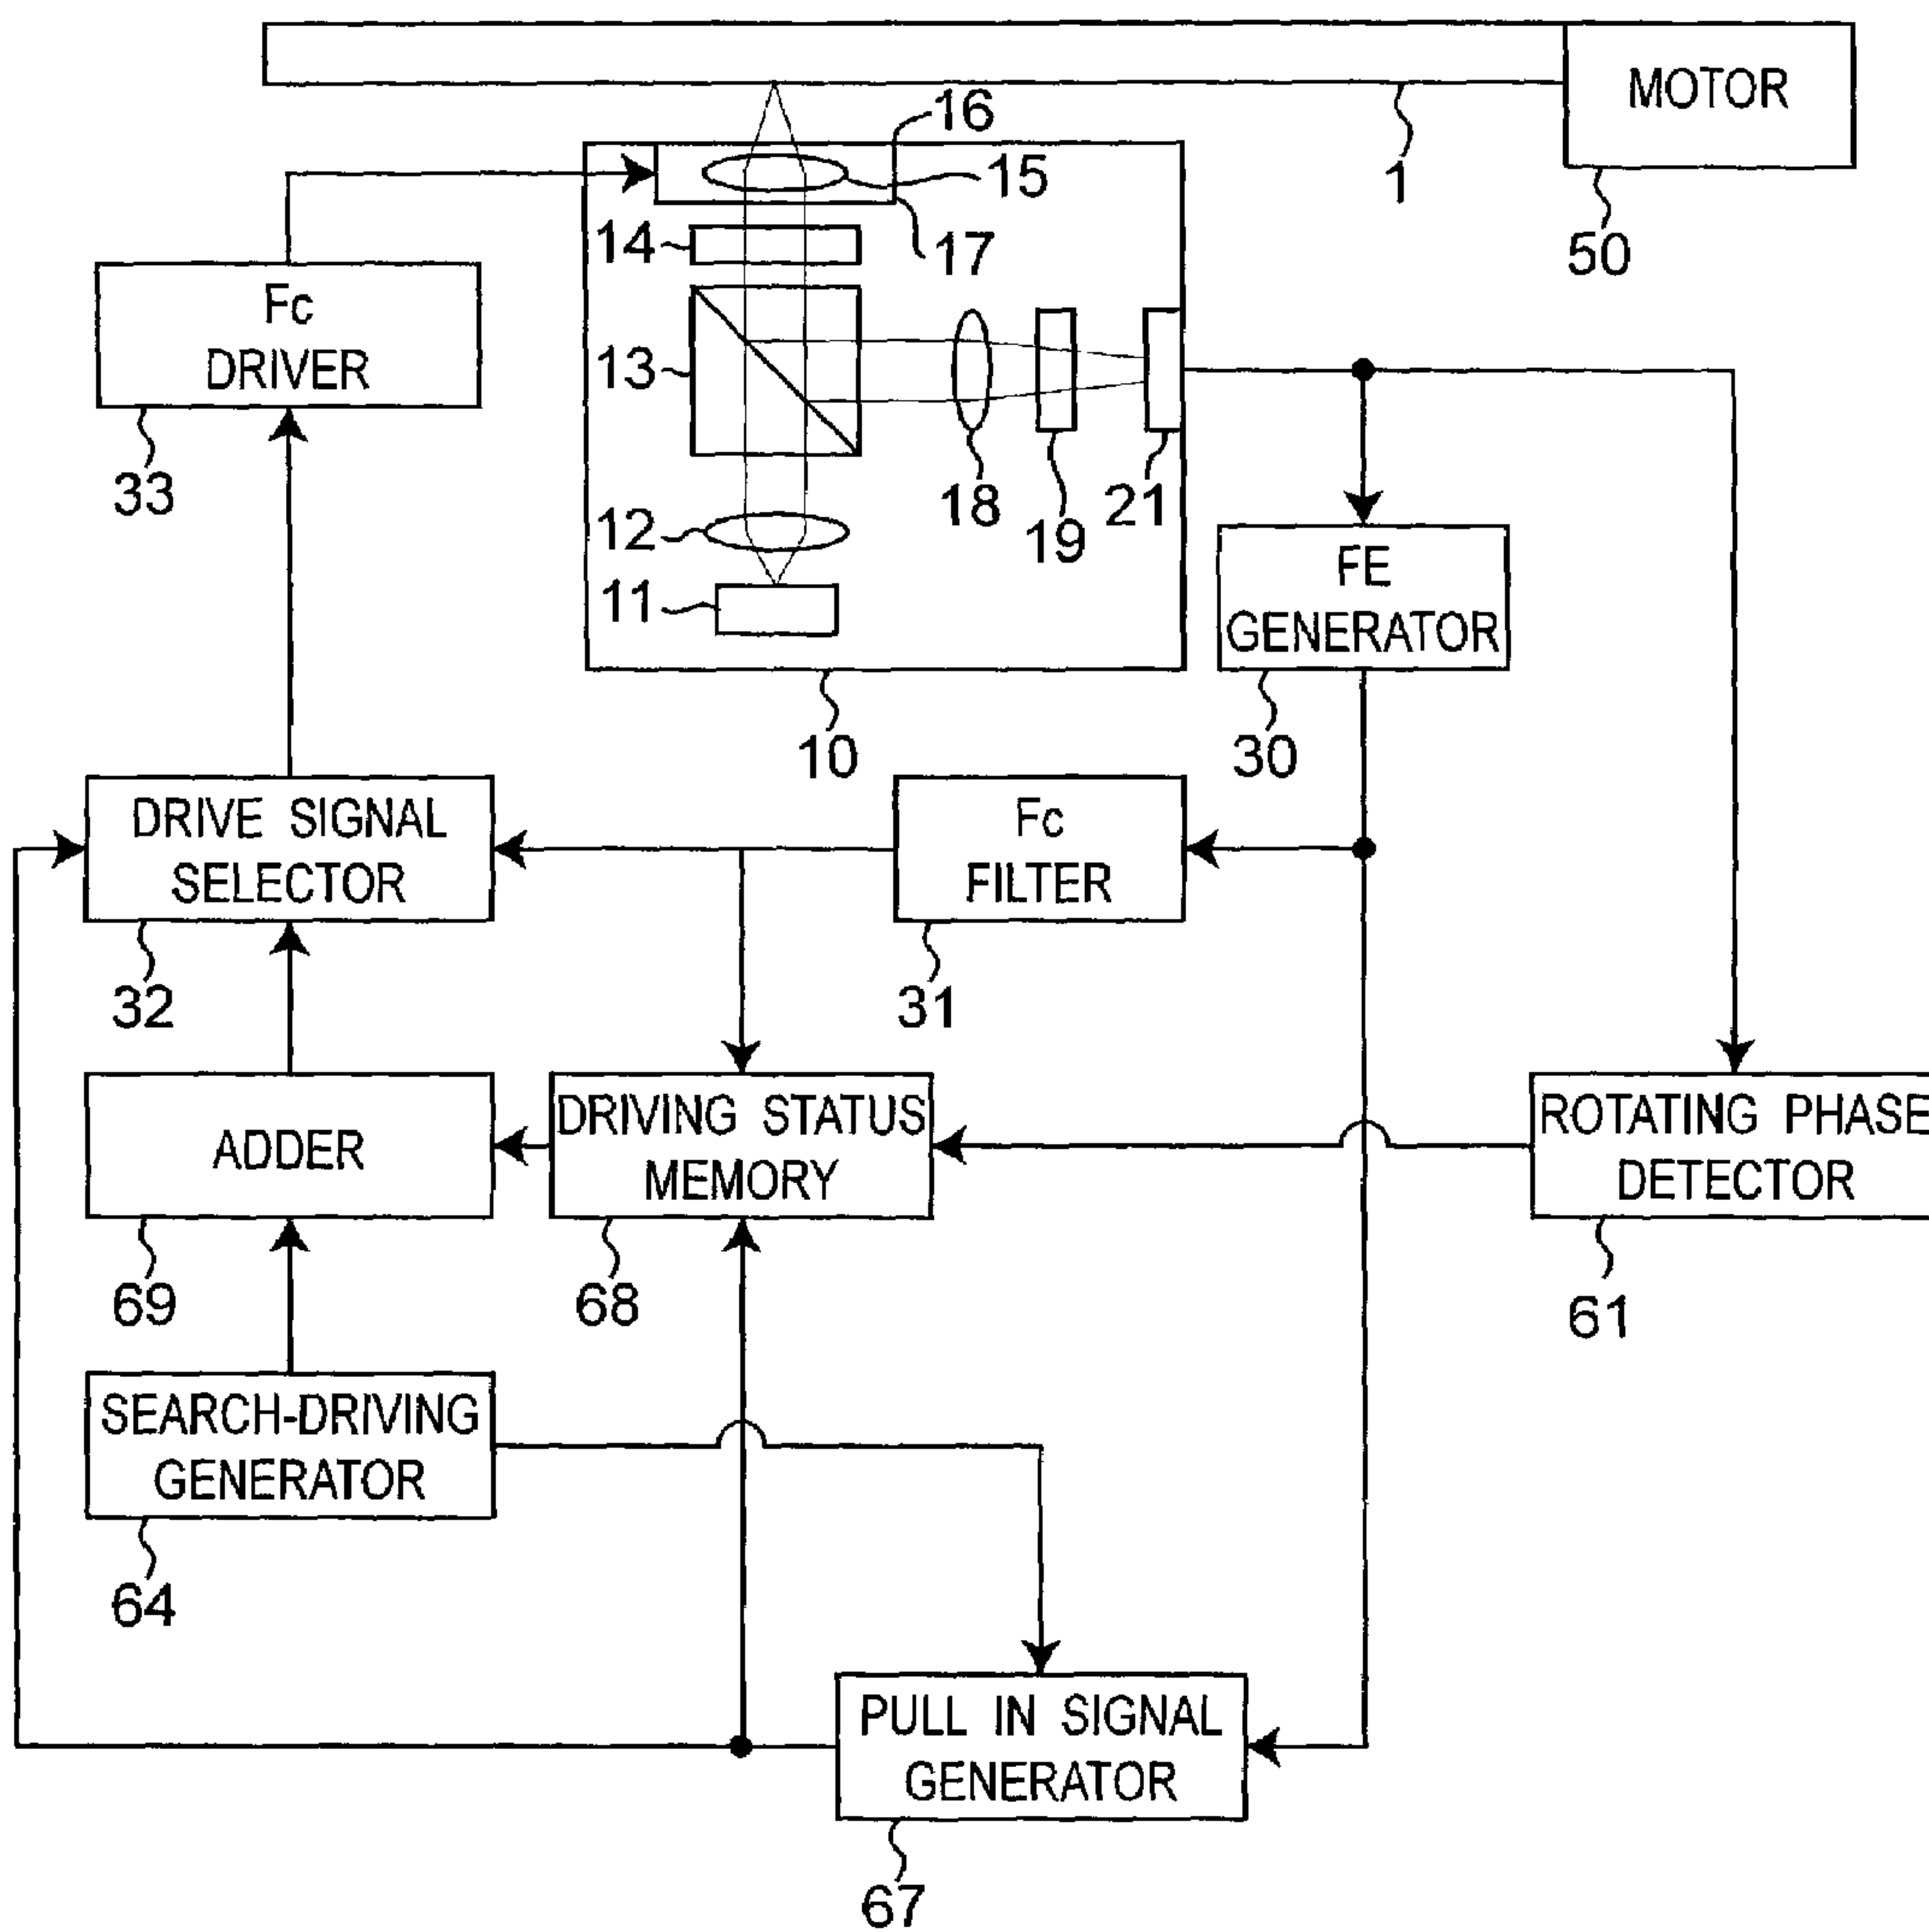 MOTOR
16
15
1
14
17
50
Fc
DRIVER
13
33
18
19
21
12
11
FE
GENERATOR
10
30
DRIVE SIGNAL
SELECTOR
Fc
FILTER
32
31
ADDER
DRIVING STATUS
MEMORY
ROTATING PHASE
DETECTOR
69
68
61
SEARCH-DRIVING
GENERATOR
64
PULL IN SIGNAL
GENERATOR
67